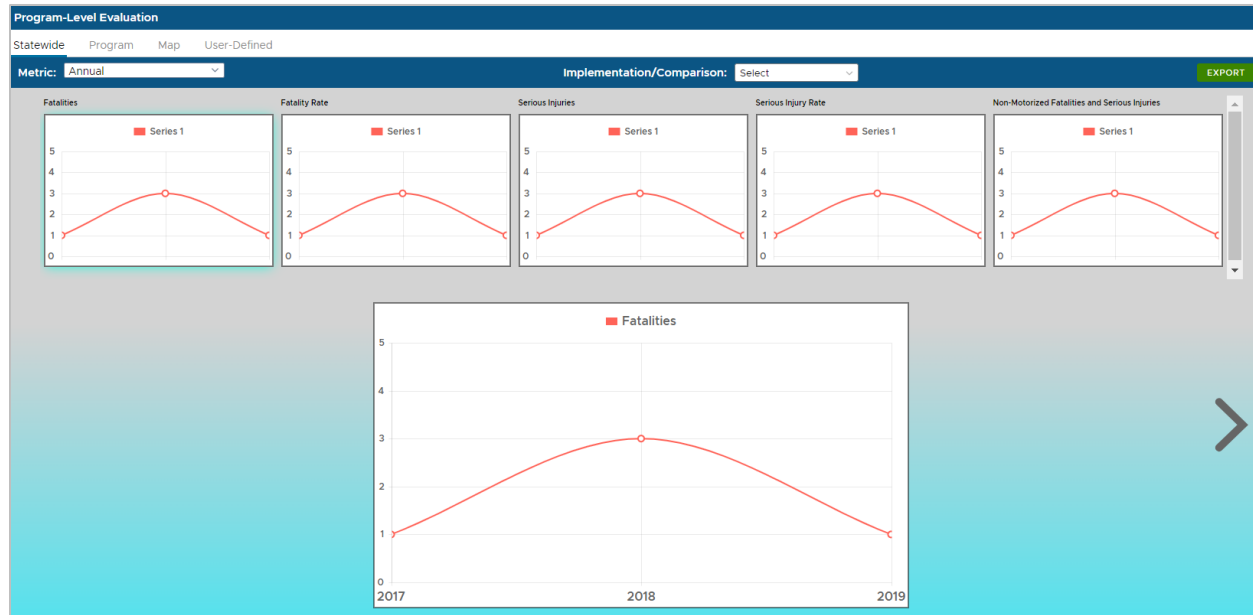 Program-Level Evaluation
Statewide Program Map User-Defined
Metric: Annual Implementation/Comparison: Select EXPORT
Fatalities Fatality Rate Serious Injuries Serious Injury Rate Non-Motorized Fatalities and Serious Injuries
Series 1 Series 1 Series 1 Series 1 Series 1
5 5 5 5 5
4 4 4 4 4
3 3 3 3 3
2 2 2 2 2
1 1 1 1 1
0 0 0 0 0
Fatalities
5
4
3
2
1
0
2017 2018 2019